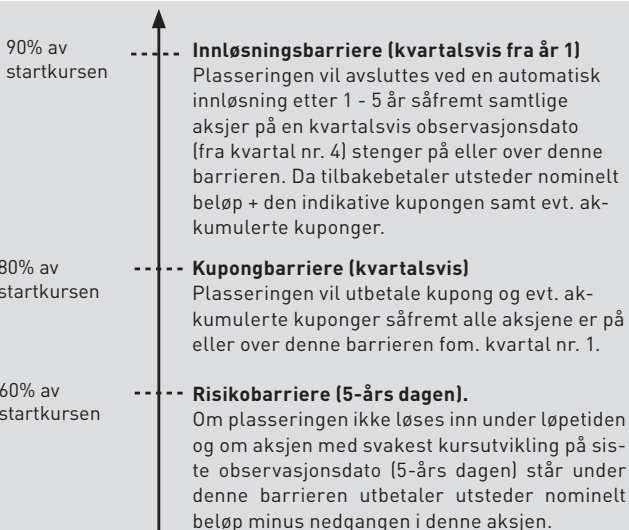 90% av
startkursen
Innløsningsbarriere (kvartalsvis fra år 1)
Plasseringen vil avsluttes ved en automatisk
innløsning etter 1 - 5 år såfremt samtlige
aksjer på en kvartalsvis observasjonsdato
(fra kvartal nr. 4) stenger på eller over denne
barrieren. Da tilbakebetaler utsteder nominelt
beløp + den indikative kupongen samt evt. ak-
kumulerte kuponger.
80% av
startkursen
Kupongbarriere (kvartalsvis)
Plasseringen vil utbetale kupong og evt. ak-
kumulerte kuponger såfremt alle aksjene er på
eller over denne barrieren fom. kvartal nr. 1.
60% av
startkursen
Risikobarriere (5-års dagen).
Om plasseringen ikke løses inn under løpetiden
og om aksjen med svakest kursutvikling på sis-
te observasjonsdato (5-års dagen) står under
denne barrieren utbetaler utsteder nominelt
beløp minus nedgangen i denne aksjen.